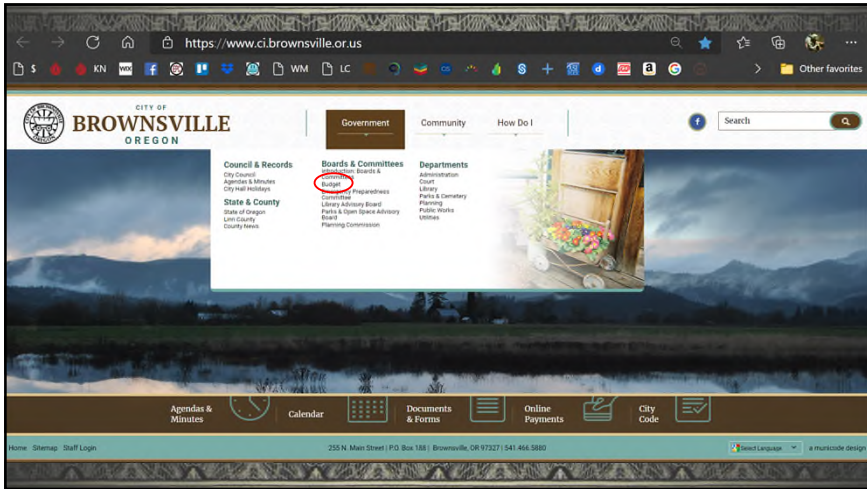 https://www.ci.brownsville.or.us
$
KN
WIX
WM
LC
Other favorites
CITY OF
BROWNSVILLE
OREGON
Government
Community
How Do I
Search
Council & Records
City Council
Agendas & Minutes
City Hall Holidays
State & County
State of Oregon
Linn County
County News
Boards & Committees
Introduction: Boards &
Committees
Budget
Emergency Preparedness
Committee
Library Advisory Board
Parks & Open Space Advisory
Board
Planning Commission
Departments
Administration
Court
Library
Parks & Cemetery
Planning
Public Works
Utilities
Agendas &
Minutes
Calendar
Documents
& Forms
Online
Payments
City
Code
Home Sitemap Staff Login
255 N. Main Street | P.O. Box 188 | Brownsville, OR 97327 | 541.466.5880
Select Language
a municode design